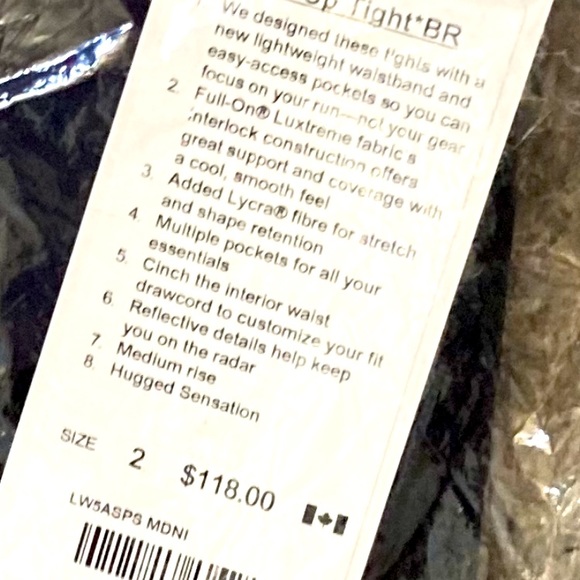 Tight*BR
1. We designed these tights with a
new lightweight waistband and
easy-access pockets so you can
focus on your run—not your gear
2. Full-On® Luxtreme fabric's
interlock construction offers
great support and coverage with
a cool, smooth feel
3. Added Lycra® fibre for stretch
and shape retention
4. Multiple pockets for all your
essentials
5. Cinch the interior waist
drawcord to customize your fit
6. Reflective details help keep
you on the radar
7. Medium rise
8. Hugged Sensation
SIZE 2 $118.00
LW5ASPS MDNI